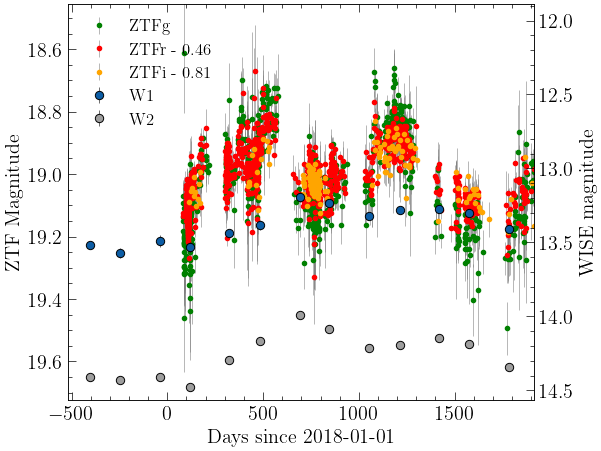 ZTFg
ZTFr - 0.46
ZTFi - 0.81
W1
W2
18.6
18.8
19.0
19.2
19.4
19.6
ZTF Magnitude
12.0
12.5
13.0
13.5
14.0
14.5
WISE magnitude
−500
0
500
1000
1500
Days since 2018-01-01